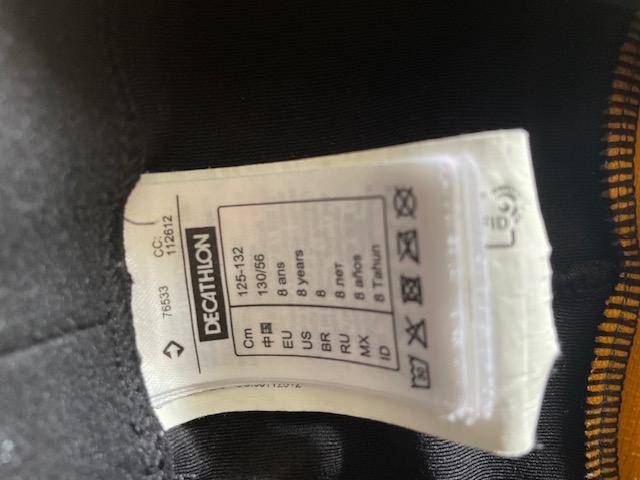 76533
CC:
112612
DECATHLON
Cm 125-132
中国 130/56
EU 8 ans
US 8 years
BR 8
RU 8 лет
MX 8 años
ID 8 Tahun